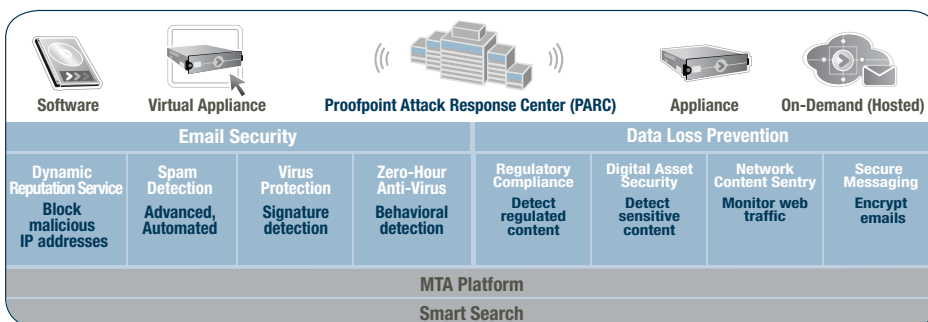 Software
Virtual Appliance
Proofpoint Attack Response Center (PARC)
Appliance
On-Demand (Hosted)
Email Security
Data Loss Prevention
Dynamic
Reputation Service
Block
malicious
IP addresses
Spam
Detection
Advanced,
Automated
Virus
Protection
Signature
detection
Zero-Hour
Anti-Virus
Behavioral
detection
Regulatory
Compliance
Detect
regulated
content
Digital Asset
Security
Detect
sensitive
content
Network
Content Sentry
Monitor web
traffic
Secure
Messaging
Encrypt
emails
MTA Platform
Smart Search